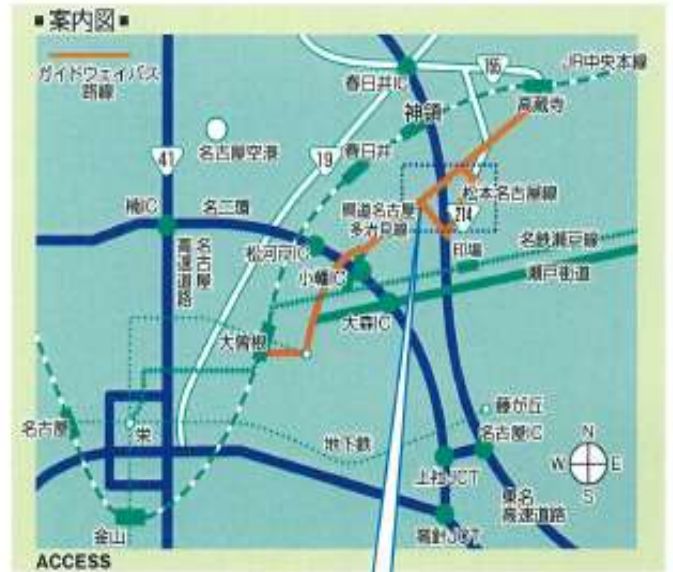 ■案内図■
ガイドウェイバス
路線
155
JR中央本線
春日井IC
高蔵寺
神領
名古屋空港
41
19
春日井
松本名古屋線
県道名古屋
多治見線
214
楠IC
名二環
印場
名鉄瀬戸線
松河戸IC
瀬戸街道
名古屋
高速道路
小幡IC
大森IC
大曽根
藤が丘
名古屋
栄
地下鉄
名古屋IC
N
W
E
S
上社JCT
東名
高速道路
金山
高針JCT
ACCESS